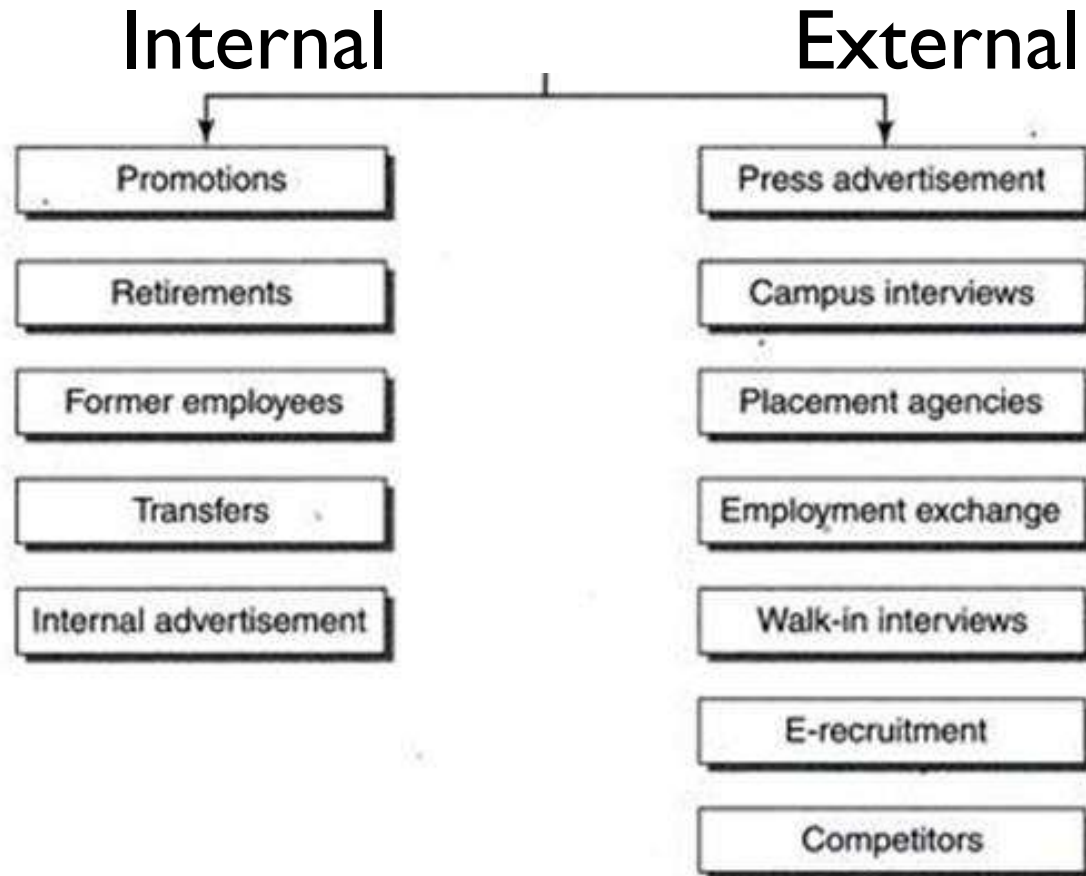 Internal
External
Promotions
Retirements
Former employees
Transfers
Internal advertisement
Press advertisement
Campus interviews
Placement agencies
Employment exchange
Walk-in interviews
E-recruitment
Competitors